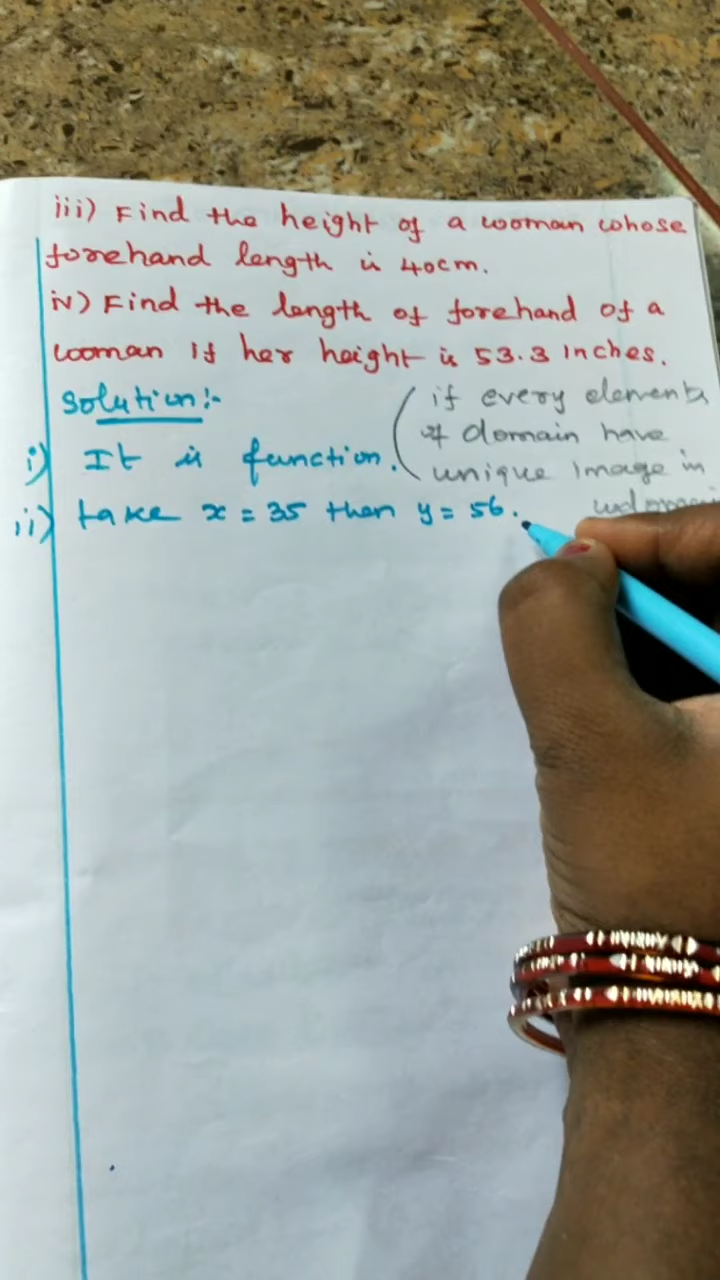 iii) Find the height of a woman whose
forehand length is 40cm.
iv) Find the length of forehand of a
woman if her height is 53.3 inches.
Solution:-
(if every elements
of domain have
unique image in
i) It is function.
ii) take x = 35 then y = 56.